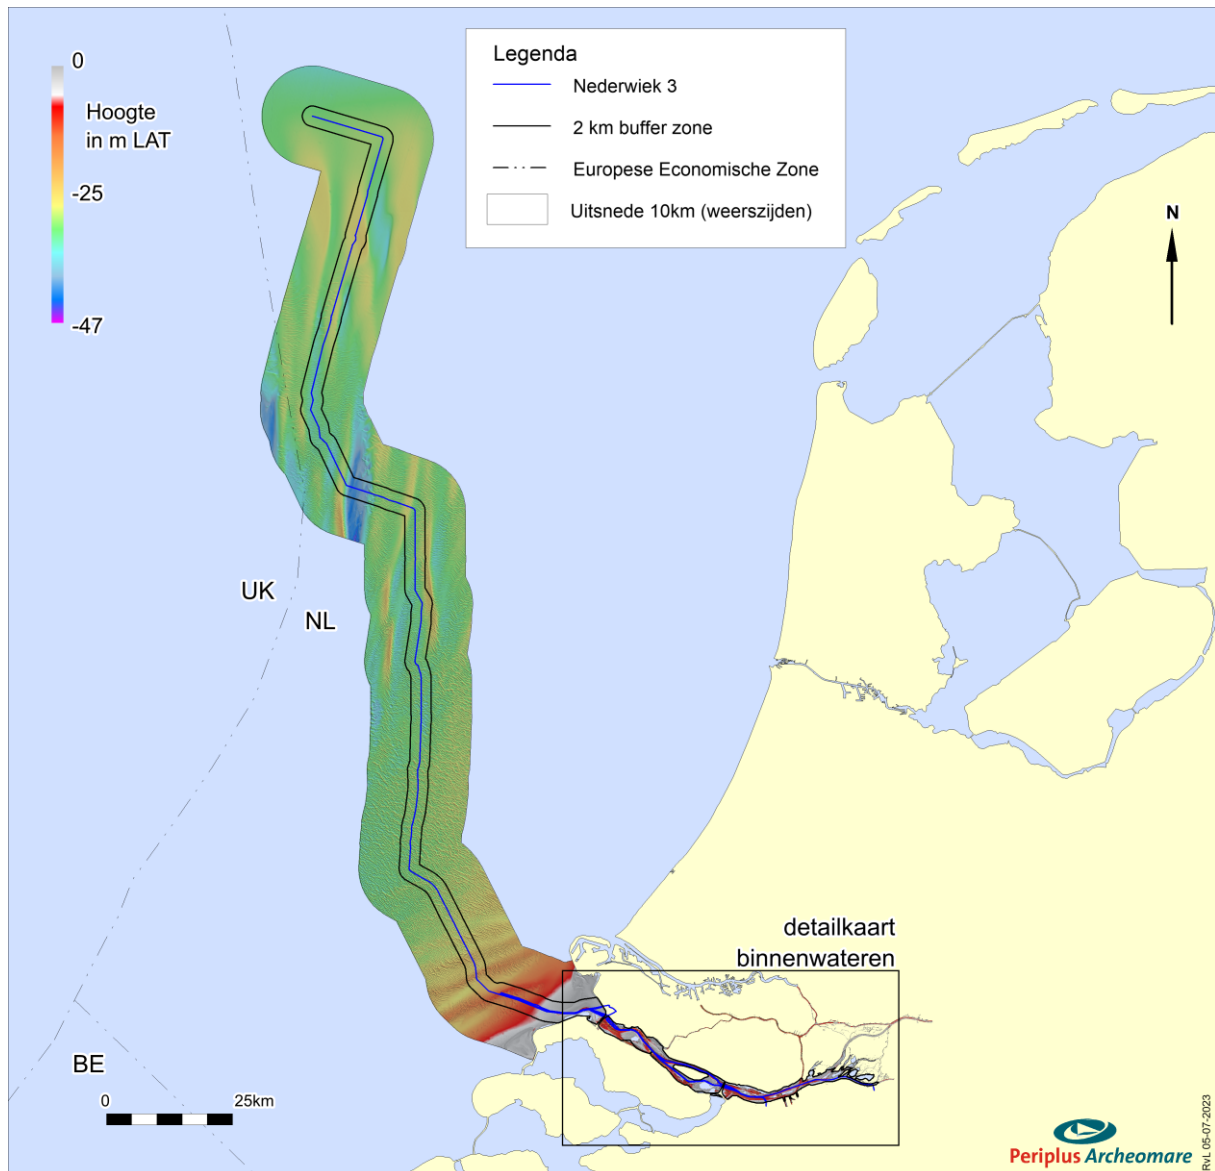 0
Hoogte
in m LAT
-25
-47
Legenda
Nederwiek 3
2 km buffer zone
Europese Economische Zone
Uitsnede 10km (weerszijden)
N
UK
NL
detailkaart
binnenwateren
BE
0
25km
Periplus Archeomare
RvL 05-07-2023